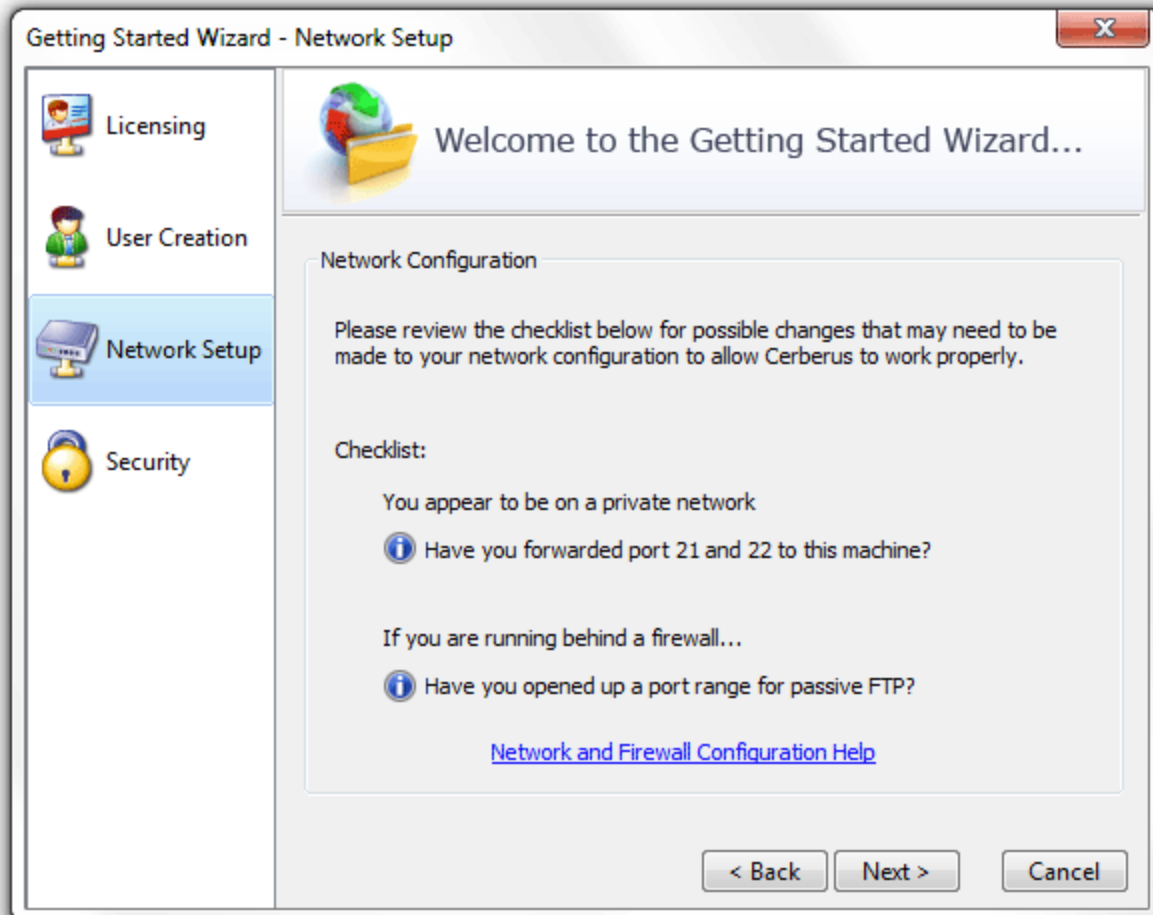 Getting Started Wizard - Network Setup
Licensing
User Creation
Network Setup
Security
Welcome to the Getting Started Wizard...
Network Configuration
Please review the checklist below for possible changes that may need to be
made to your network configuration to allow Cerberus to work properly.
Checklist:
You appear to be on a private network
Have you forwarded port 21 and 22 to this machine?
If you are running behind a firewall...
Have you opened up a port range for passive FTP?
Network and Firewall Configuration Help
< Back
Next >
Cancel